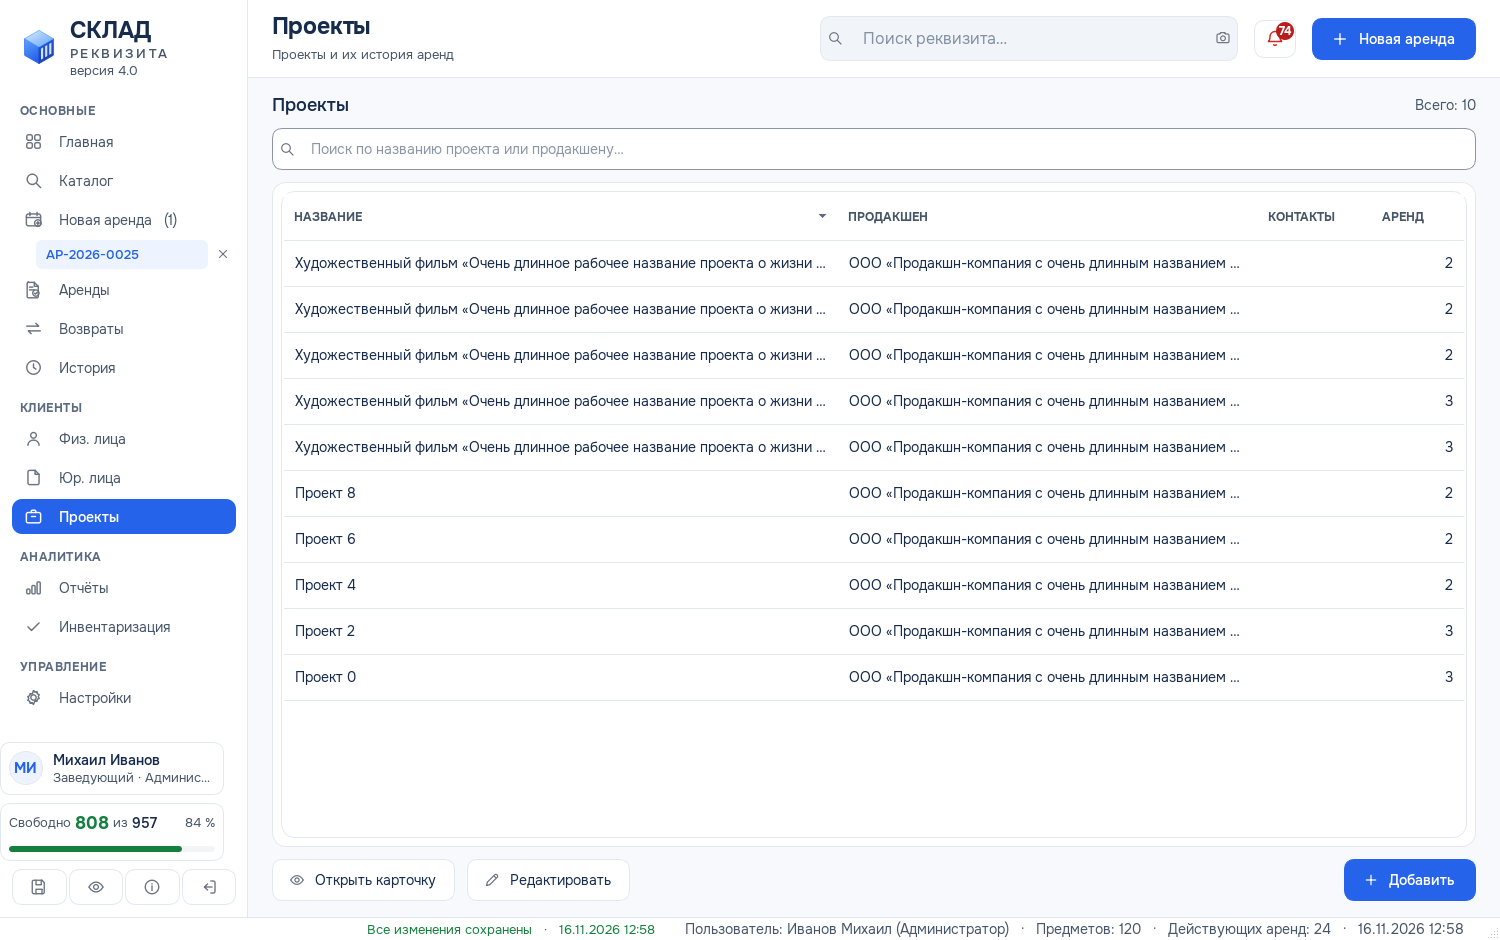 СКЛАД
РЕКВИЗИТА
версия 4.0
ОСНОВНЫЕ
Главная
Каталог
Новая аренда (1)
AP-2026-0025
Аренды
Возвраты
История
КЛИЕНТЫ
Физ. лица
Юр. лица
Проекты
АНАЛИТИКА
Отчёты
Инвентаризация
УПРАВЛЕНИЕ
Настройки
МИ
Михаил Иванов
Заведующий · Админис...
Свободно 808 из 957 84 %
Проекты
Проекты и их история аренд
Поиск реквизита...
74
Новая аренда
Проекты
Всего: 10
Поиск по названию проекта или продакшену...
НАЗВАНИЕ ПРОДАКШЕН КОНТАКТЫ АРЕНД
Художественный фильм «Очень длинное рабочее название проекта о жизни ... ООО «Продакшн-компания с очень длинным названием ... 2
Художественный фильм «Очень длинное рабочее название проекта о жизни ... ООО «Продакшн-компания с очень длинным названием ... 2
Художественный фильм «Очень длинное рабочее название проекта о жизни ... ООО «Продакшн-компания с очень длинным названием ... 2
Художественный фильм «Очень длинное рабочее название проекта о жизни ... ООО «Продакшн-компания с очень длинным названием ... 3
Художественный фильм «Очень длинное рабочее название проекта о жизни ... ООО «Продакшн-компания с очень длинным названием ... 3
Проект 8 ООО «Продакшн-компания с очень длинным названием ... 2
Проект 6 ООО «Продакшн-компания с очень длинным названием ... 2
Проект 4 ООО «Продакшн-компания с очень длинным названием ... 2
Проект 2 ООО «Продакшн-компания с очень длинным названием ... 3
Проект 0 ООО «Продакшн-компания с очень длинным названием ... 3
Открыть карточку
Редактировать
Добавить
Все изменения сохранены · 16.11.2026 12:58 Пользователь: Иванов Михаил (Администратор) · Предметов: 120 · Действующих аренд: 24 · 16.11.2026 12:58